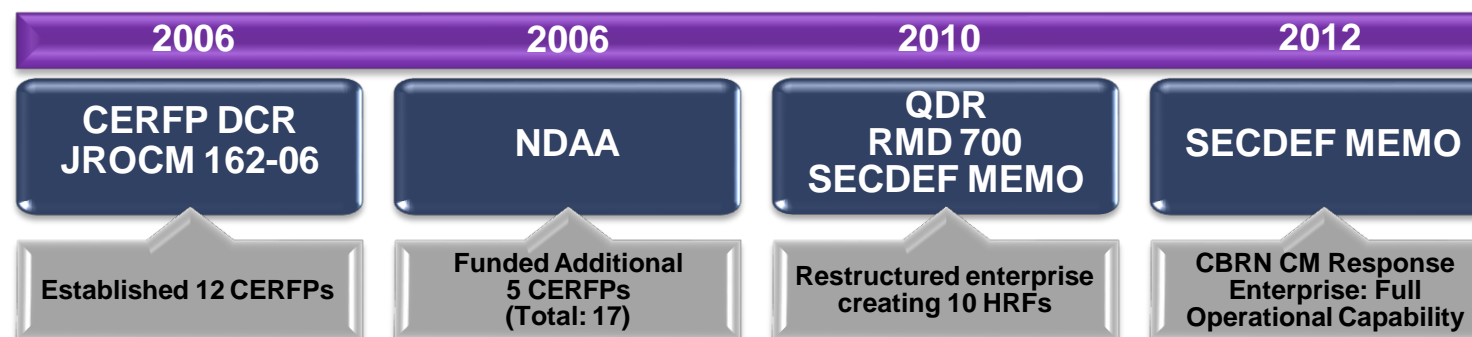 2006
2006
2010
2012
CERFP DCR
JROCM 162-06
NDAA
QDR
RMD 700
SECDEF MEMO
SECDEF MEMO
Established 12 CERFPs
Funded Additional
5 CERFPs
(Total: 17)
Restructured enterprise
creating 10 HRFs
CBRN CM Response
Enterprise: Full
Operational Capability